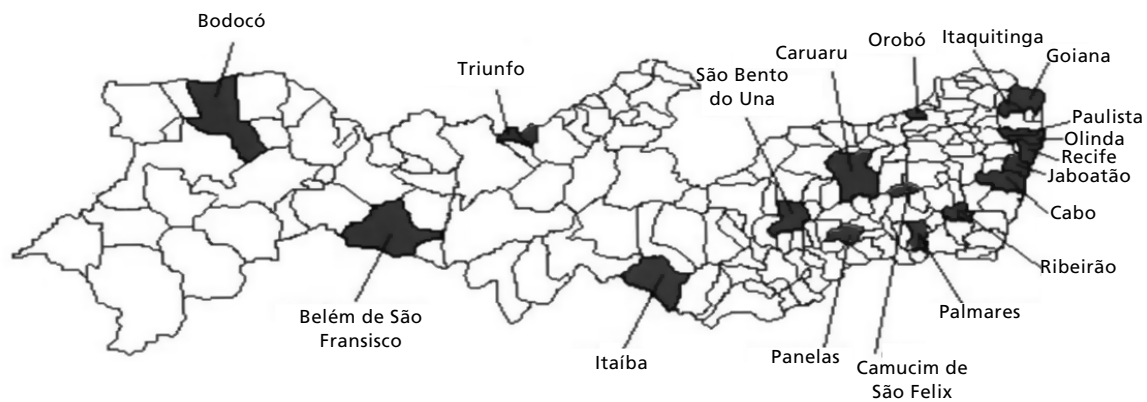 Bodocó
Triunfo
São Bento
do Una
Caruaru
Orobó
Itaquitinga
Goiana
Paulista
Olinda
Recife
Jaboatão
Cabo
Ribeirão
Palmares
Camucim de
São Felix
Panelas
Itaíba
Belém de São
Fransisco